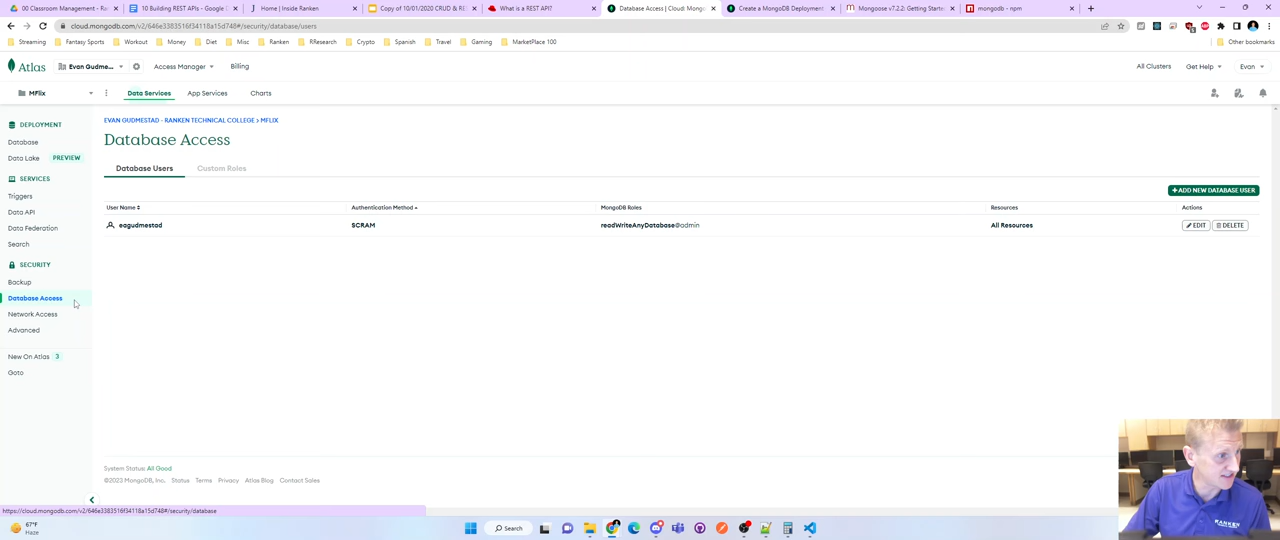 00 Classroom Management - Ra
10 Building REST APIs - Google
Home | Inside Ranken
Copy of 10/01/2020 CRUD & RE
What is a REST API?
Database Access | Cloud: Mong
Create a MongoDB Deployment
Mongoose v7.2.2: Getting Starte
mongodb - npm
cloud.mongodb.com/v2/646e3383516f34118a15d748#/security/database/users
Streaming Fantasy Sports Workout Money Diet Misc Ranken RResearch Crypto Spanish Travel Gaming MarketPlace 100 Other bookmarks
Atlas Evan Gudme... Access Manager Billing All Clusters Get Help Evan
MFlix Data Services App Services Charts
DEPLOYMENT
Database
Data Lake PREVIEW
SERVICES
Triggers
Data API
Data Federation
Search
SECURITY
Backup
Database Access
Network Access
Advanced
New On Atlas 3
Goto
EVAN GUDMESTAD - RANKEN TECHNICAL COLLEGE > MFLIX
Database Access
Database Users Custom Roles
+ ADD NEW DATABASE USER
User Name Authentication Method MongoDB Roles Resources Actions
eagudmestad SCRAM readWriteAnyDatabase@admin All Resources EDIT DELETE
System Status: All Good
©2023 MongoDB, Inc. Status Terms Privacy Atlas Blog Contact Sales
https://cloud.mongodb.com/v2/646e3383516f34118a15d748#/security/database
67°F
Haze
Search
RANKEN